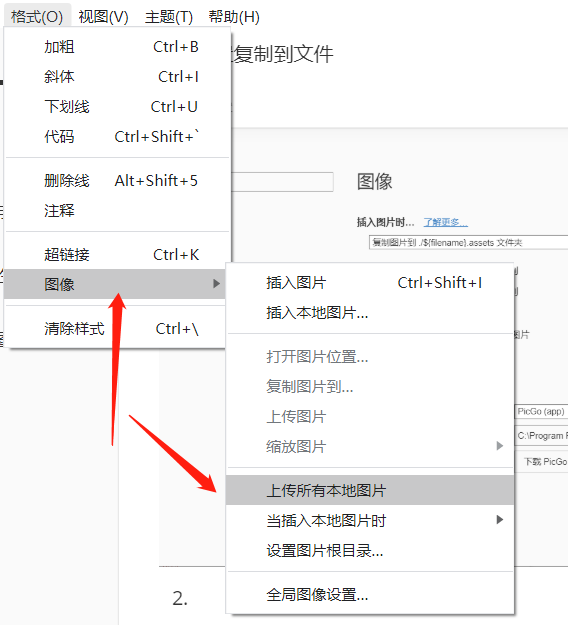 格式(O) 视图(V) 主题(T) 帮助(H)
加粗 Ctrl+B
斜体 Ctrl+I
下划线 Ctrl+U
代码 Ctrl+Shift+`
删除线 Alt+Shift+5
注释
超链接 Ctrl+K
图像
清除样式 Ctrl+\
复制到文件
图像
插入图片时... 了解更多...
复制图片到 ./${filename}.assets 文件夹
插入图片 Ctrl+Shift+I
插入本地图片...
打开图片位置...
复制图片到...
上传图片
缩放图片
上传所有本地图片
当插入本地图片时
设置图片根目录...
全局图像设置...
图片
PicGo (app)
C:\Program F
下载 PicGo
2.